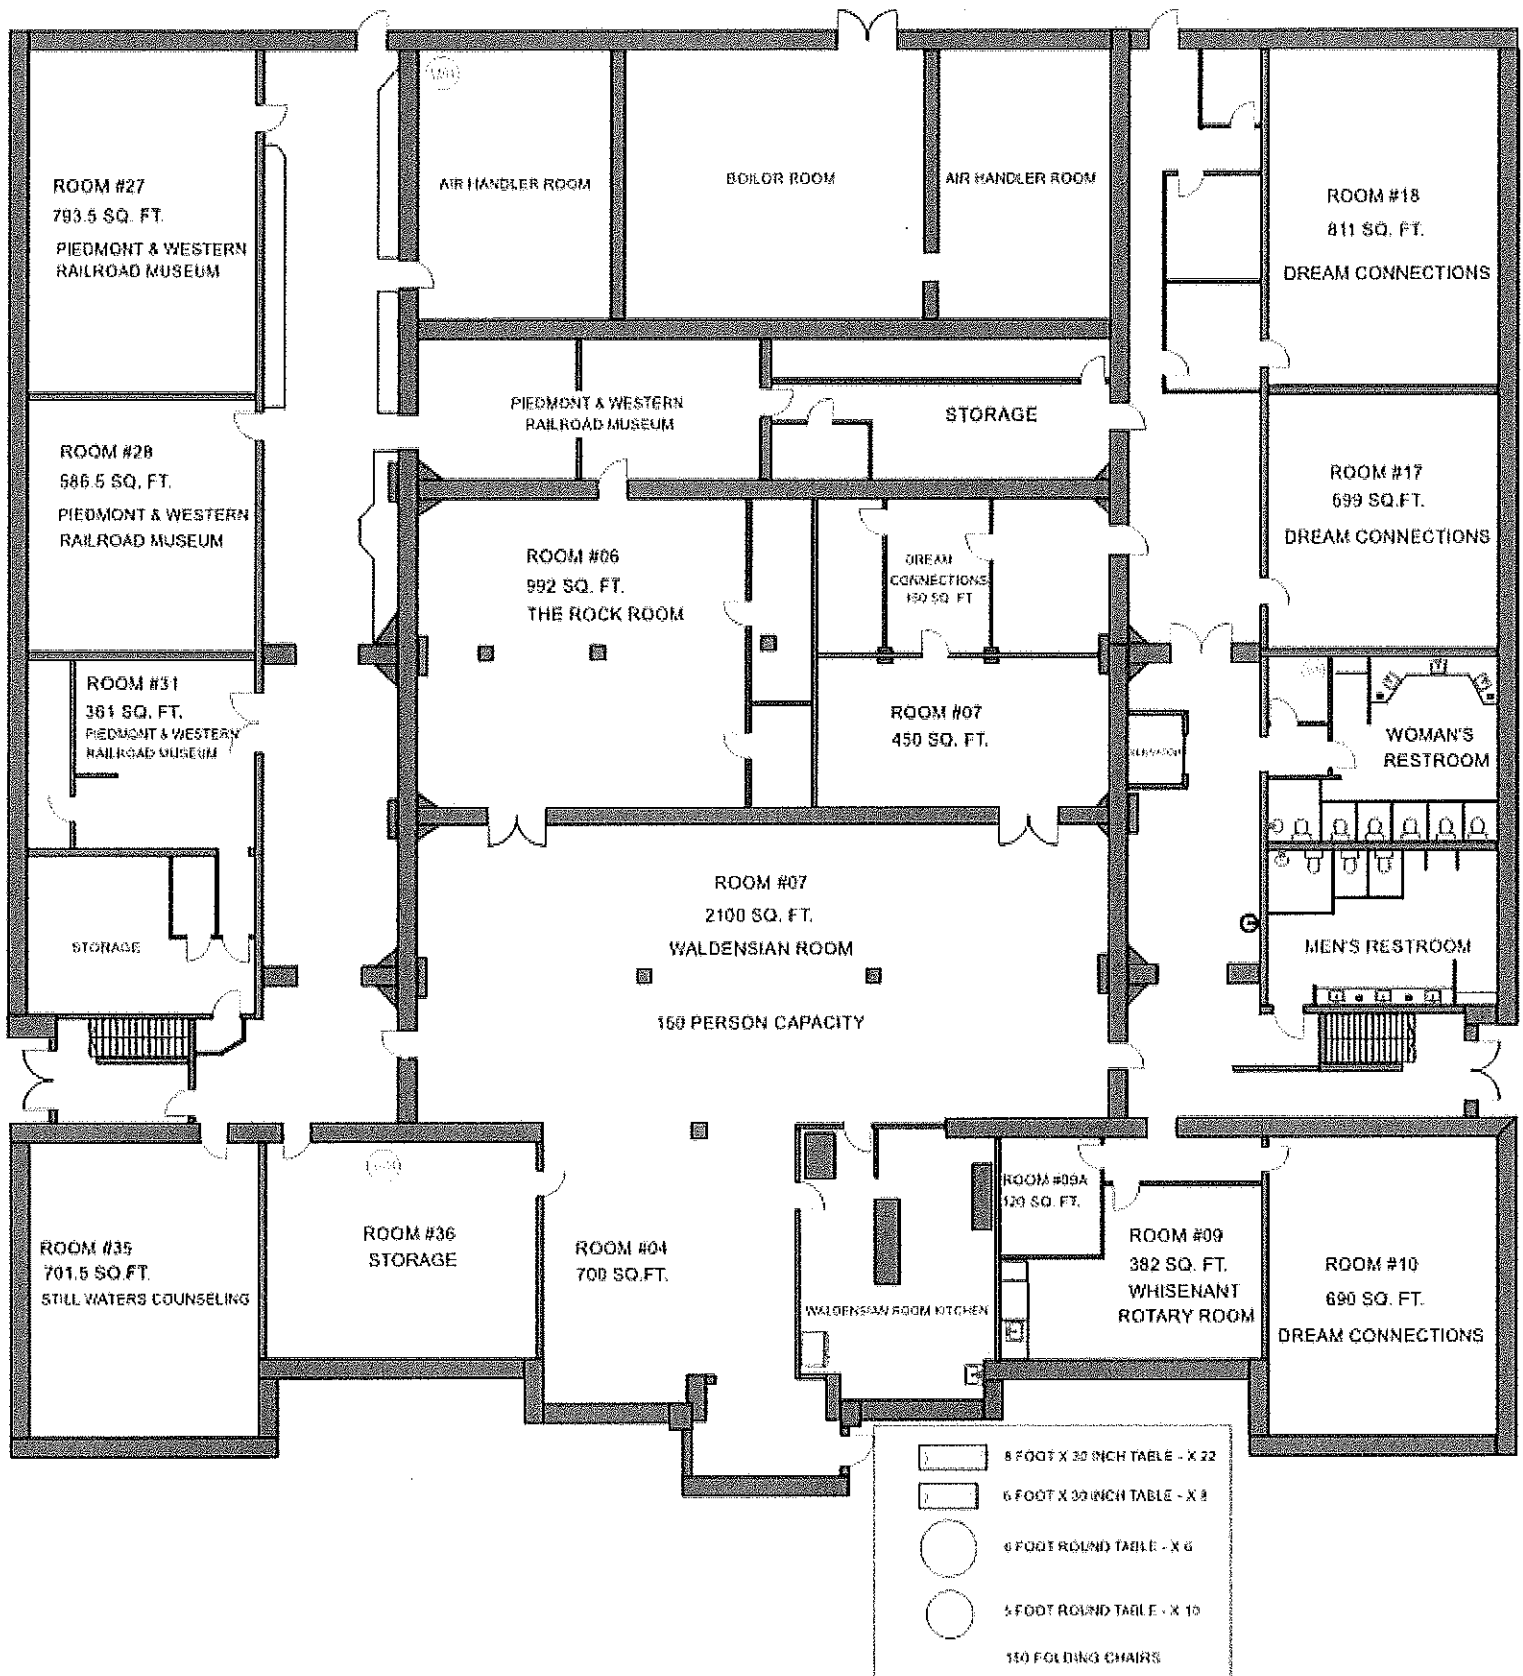 ROOM #27
793.5 SQ. FT.
PIEDMONT & WESTERN
RAILROAD MUSEUM
AIR HANDLER ROOM
BOILOR ROOM
AIR HANDLER ROOM
ROOM #18
811 SQ. FT.
DREAM CONNECTIONS
PIEDMONT & WESTERN
RAILROAD MUSEUM
STORAGE
ROOM #28
586.5 SQ. FT.
PIEDMONT & WESTERN
RAILROAD MUSEUM
ROOM #17
699 SQ.FT.
DREAM CONNECTIONS
ROOM #06
992 SQ. FT.
THE ROCK ROOM
DREAM
CONNECTIONS
SQ FT
ROOM #31
361 SQ. FT.
PIEDMONT & WESTERN
RAILROAD MUSEUM
ROOM #07
450 SQ. FT.
WOMAN'S
RESTROOM
ROOM #07
2100 SQ. FT.
WALDENSIAN ROOM
150 PERSON CAPACITY
STORAGE
MEN'S RESTROOM
ROOM #35
701.5 SQ.FT.
STILL WATERS COUNSELING
ROOM #36
STORAGE
ROOM #04
700 SQ.FT.
WALDENSIAN ROOM KITCHEN
ROOM #09A
120 SQ. FT.
ROOM #09
382 SQ. FT.
WHISENANT
ROTARY ROOM
ROOM #10
690 SQ. FT.
DREAM CONNECTIONS
8 FOOT X 30 INCH TABLE - X 22
6 FOOT X 30 INCH TABLE - X 8
6 FOOT ROUND TABLE - X 6
5 FOOT ROUND TABLE - X 10
150 FOLDING CHAIRS